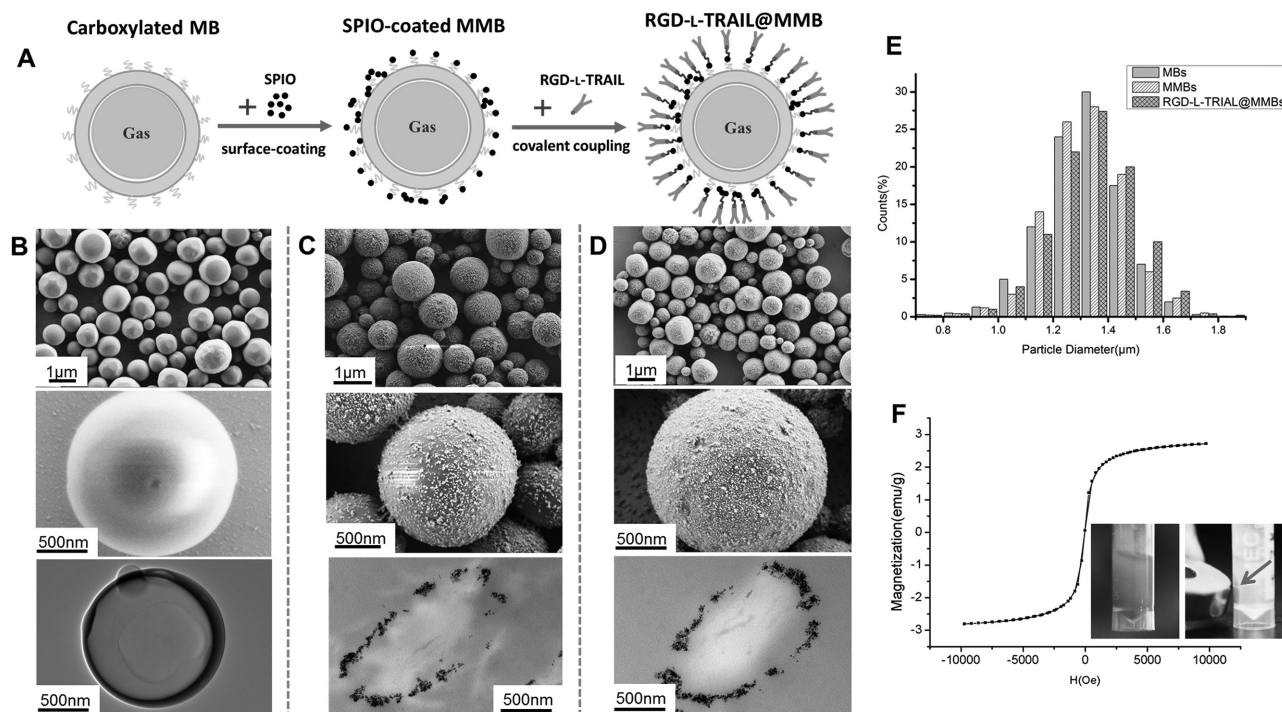 A
Carboxylated MB
SPIO-coated MMB
RGD-L-TRAIL@MMB
Gas
SPIO
surface-coating
Gas
RGD-L-TRAIL
covalent coupling
Gas
B
1μm
500nm
500nm
C
1μm
500nm
500nm
500nm
D
1μm
500nm
500nm
E
MBs
MMBs
RGD-L-TRIAL@MMBs
Counts(%)
30
25
20
15
10
5
0
0.8 1.0 1.2 1.4 1.6 1.8
Particle Diameter(μm)
F
Magnetization(emu/g)
3
2
1
0
-1
-2
-3
-10000 -5000 0 5000 10000
H(Oe)